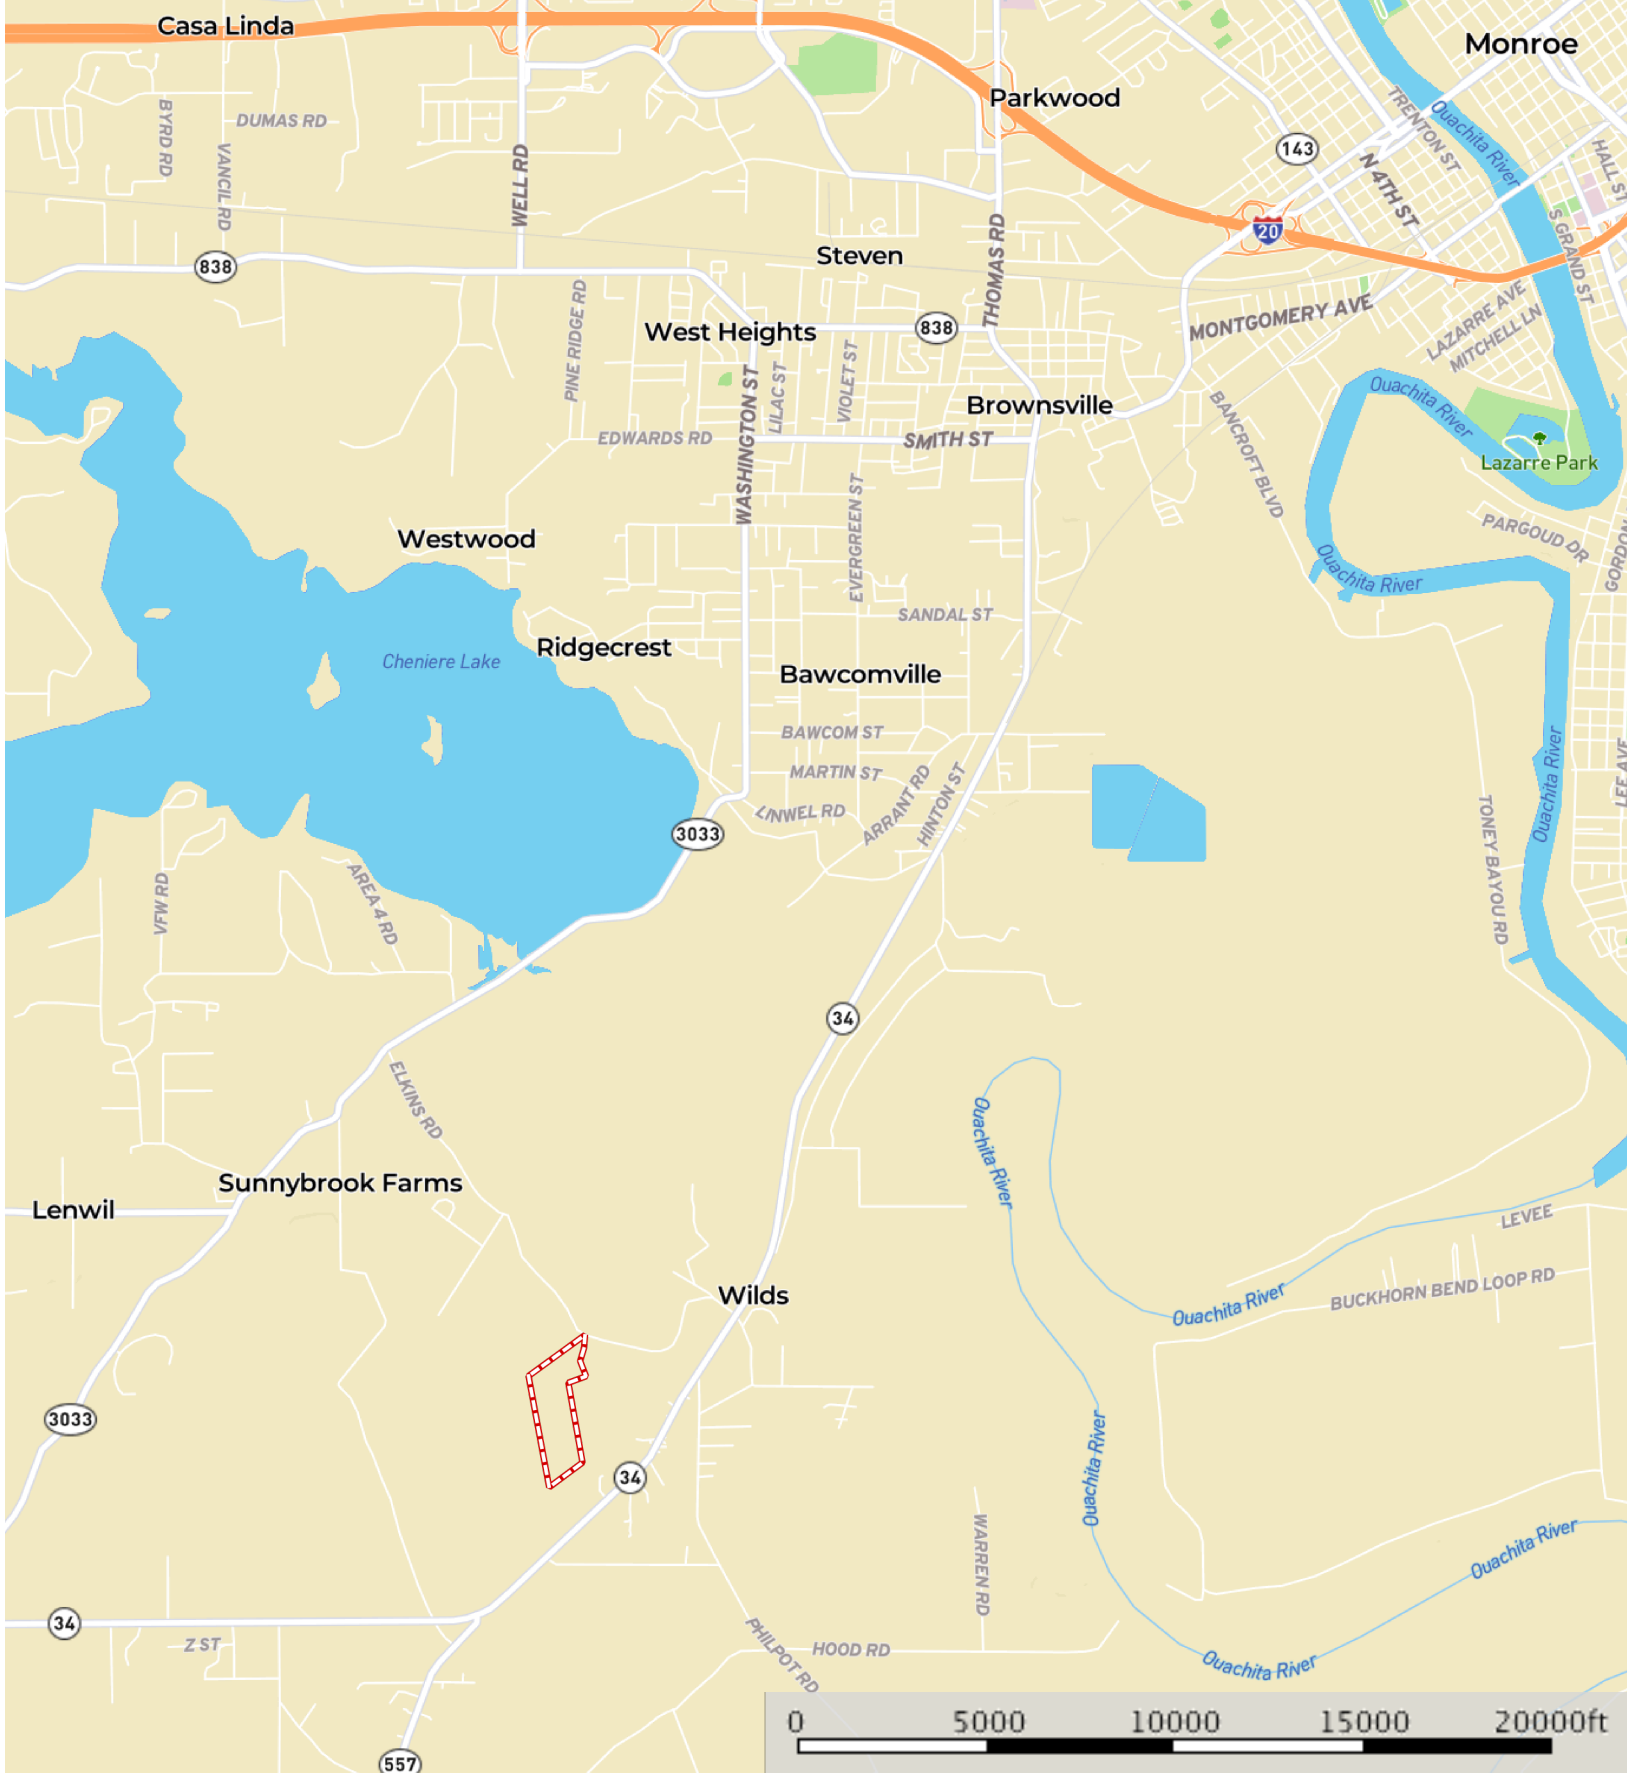 Casa Linda
Monroe
Parkwood
BYRD RD
DUMAS RD
VANCIL RD
WELL RD
TRENTON ST
Ouachita River
143
N 4TH ST
HALL ST
THOMAS RD
20
S GRAND ST
Steven
838
PINE RIDGE RD
West Heights
838
MONTGOMERY AVE
LAZARRE AVE
MITCHELL LN
WASHINGTON ST
LILAC ST
VIOLET ST
Brownsville
Ouachita River
BANCROFT BLVD
EDWARDS RD
SMITH ST
Lazarre Park
Westwood
EVERGREEN ST
PARGOUD DR
GORDON
Ouachita River
SANDAL ST
Ridgecrest
Cheniere Lake
Bawcomville
BAWCOM ST
MARTIN ST
LINWEL RD
ARRANT RD
HINTON ST
Ouachita River
LEE AVE
TONEY BAYOU RD
3033
VFW RD
AREA 4 RD
34
ELKINS RD
Ouachita River
Sunnybrook Farms
Lenwil
LEVEE
Wilds
Ouachita River
BUCKHORN BEND LOOP RD
3033
34
Ouachita River
WARREN RD
Ouachita River
34
Z ST
PHILPOT RD
HOOD RD
Ouachita River
557
0 5000 10000 15000 20000ft